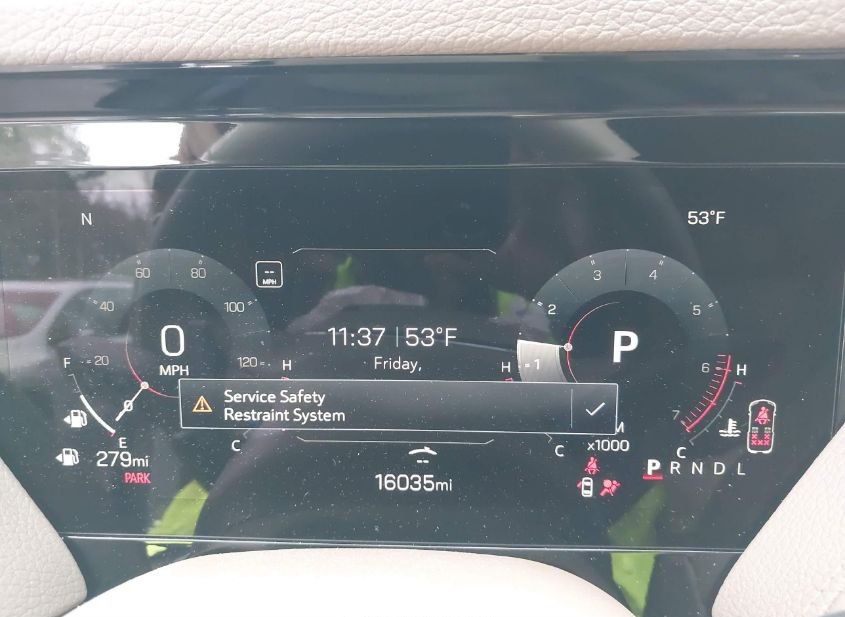 N
53°F
60
80
--
MPH
40
100
20
120
0
MPH
F
E
279mi
PARK
H
C
11:37 53°F
Friday,
Service Safety
Restraint System
16035mi
H
C
1
2
3
4
5
6
7
P
M
x1000
H
C
P R N D L